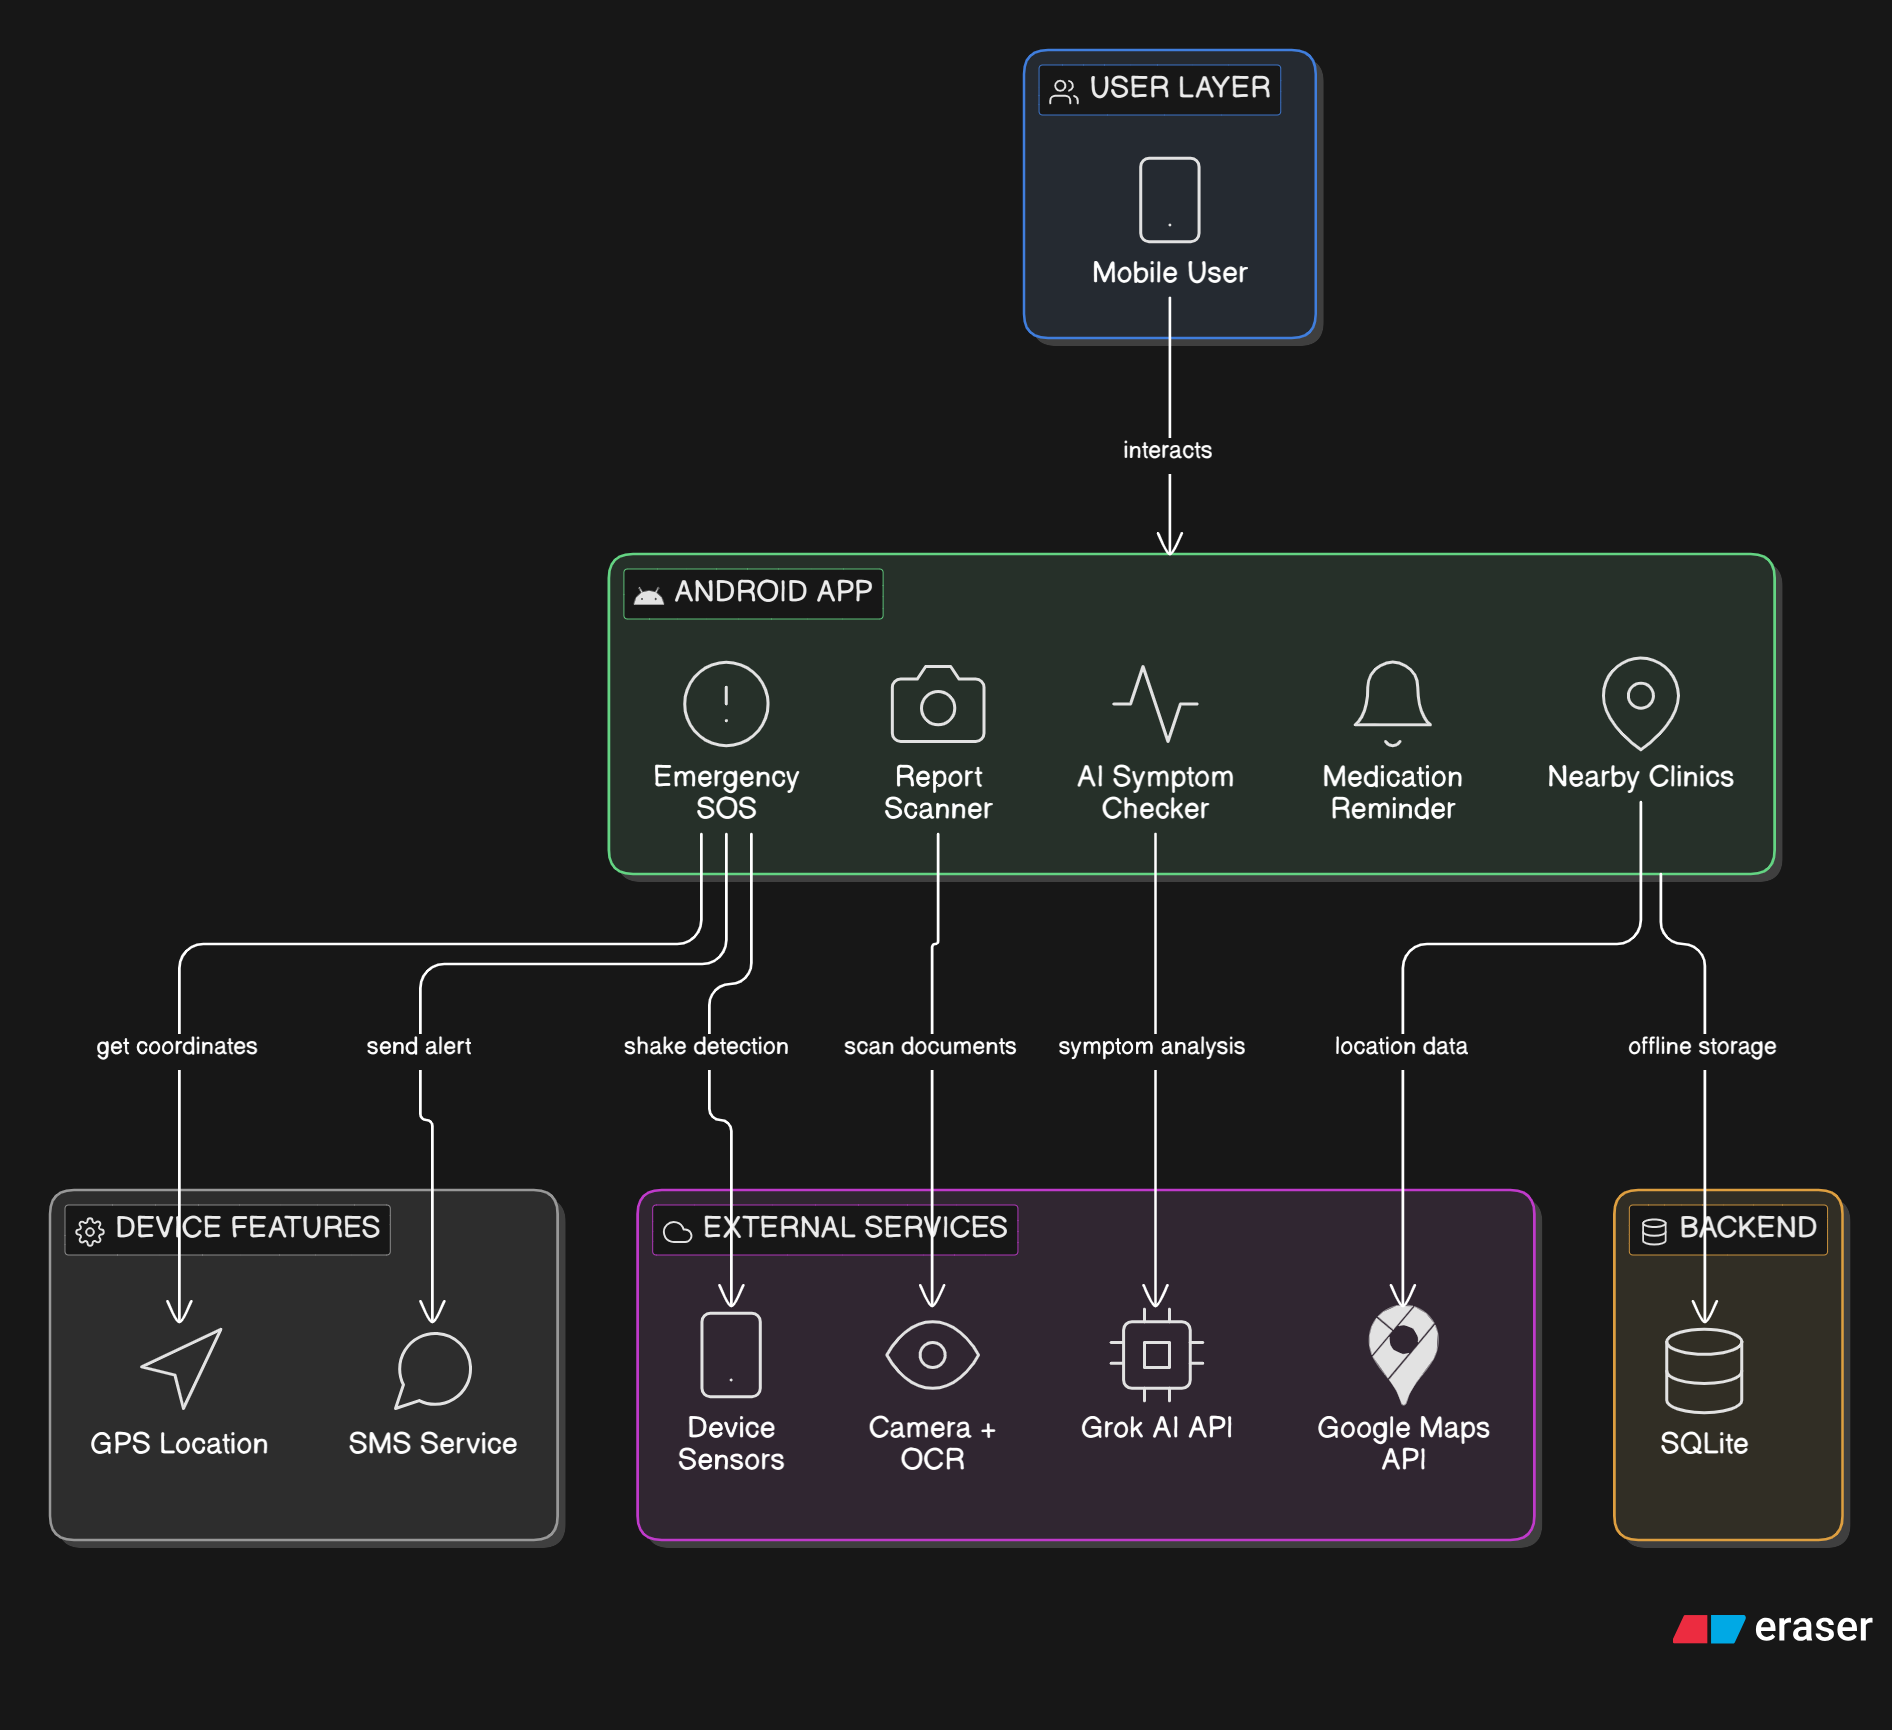 USER LAYER
Mobile User
interacts
ANDROID APP
Emergency
SOS
Report
Scanner
AI Symptom
Checker
Medication
Reminder
Nearby Clinics
get coordinates
send alert
shake detection
scan documents
symptom analysis
location data
offline storage
DEVICE FEATURES
GPS Location
SMS Service
EXTERNAL SERVICES
Device
Sensors
Camera +
OCR
Grok AI API
Google Maps
API
BACKEND
SQLite
eraser